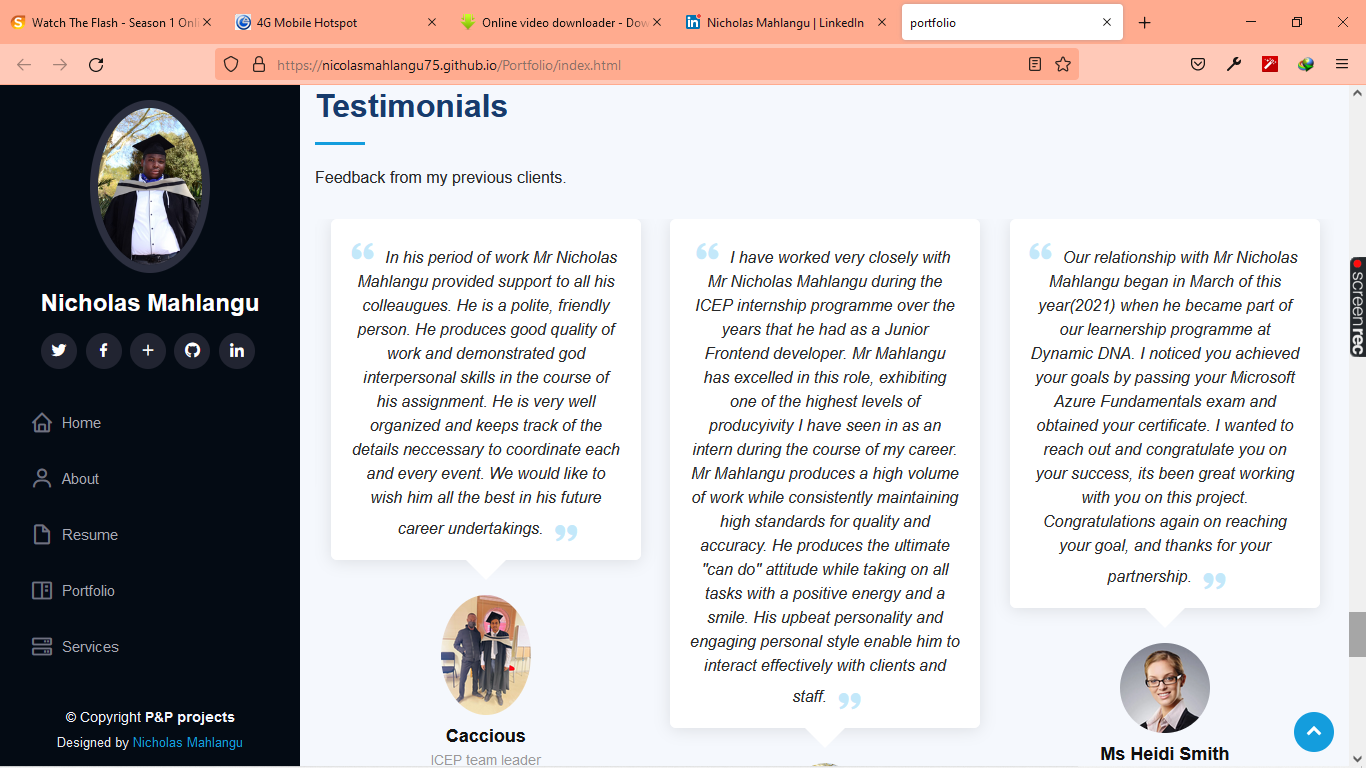 Watch The Flash - Season 1 Onl
4G Mobile Hotspot
Online video downloader - Dow
Nicholas Mahlangu | LinkedIn
portfolio
https://nicolasmahlangu75.github.io/Portfolio/index.html
Nicholas Mahlangu
Home
About
Resume
Portfolio
Services
© Copyright P&P projects
Designed by Nicholas Mahlangu
Testimonials
Feedback from my previous clients.
In his period of work Mr Nicholas
Mahlangu provided support to all his
colleaugues. He is a polite, friendly
person. He produces good quality of
work and demonstrated god
interpersonal skills in the course of
his assignment. He is very well
organized and keeps track of the
details neccessary to coordinate each
and every event. We would like to
wish him all the best in his future
career undertakings.
Caccious
ICEP team leader
I have worked very closely with
Mr Nicholas Mahlangu during the
ICEP internship programme over the
years that he had as a Junior
Frontend developer. Mr Mahlangu
has excelled in this role, exhibiting
one of the highest levels of
producyivity I have seen in as an
intern during the course of my career.
Mr Mahlangu produces a high volume
of work while consistently maintaining
high standards for quality and
accuracy. He produces the ultimate
"can do" attitude while taking on all
tasks with a positive energy and a
smile. His upbeat personality and
engaging personal style enable him to
interact effectively with clients and
staff.
Our relationship with Mr Nicholas
Mahlangu began in March of this
year(2021) when he became part of
our learnership programme at
Dynamic DNA. I noticed you achieved
your goals by passing your Microsoft
Azure Fundamentals exam and
obtained your certificate. I wanted to
reach out and congratulate you on
your success, its been great working
with you on this project.
Congratulations again on reaching
your goal, and thanks for your
partnership.
Ms Heidi Smith
screenrec